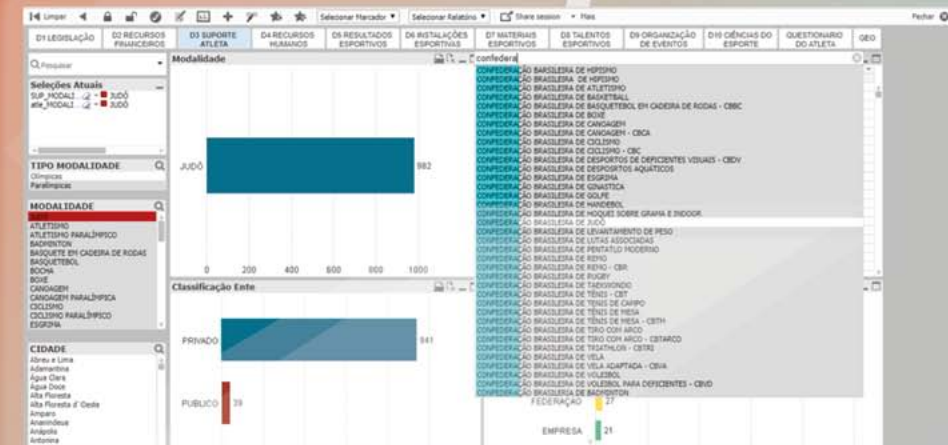 Limpar
Selecionar Marcador
Selecionar Relatório
Share session
Mais
Fechar
D1 LEGISLAÇÃO
D2 RECURSOS FINANCEIROS
D3 SUPORTE ATLETA
D4 RECURSOS HUMANOS
D5 RESULTADOS ESPORTIVOS
D6 INSTALAÇÕES ESPORTIVAS
D7 MATERIAIS ESPORTIVOS
D8 TALENTOS ESPORTIVOS
D9 ORGANIZAÇÃO DE EVENTOS
D10 CIÊNCIAS DO ESPORTE
QUESTIONARIO DO ATLETA
GEO
Pesquisar
Seleções Atuais
SUP_MODALI... JUDÔ
atle_MODALI... JUDÔ
TIPO MODALIDADE
Olímpicas
Paralímpicas
MODALIDADE
ATLETISMO
ATLETISMO PARALÍMPICO
BADMINTON
BASQUETE EM CADEIRA DE RODAS
BASQUETEBOL
BOCHA
BOXE
CANOAGEM
CANOAGEM PARALÍMPICA
CICLISMO
CICLISMO PARALÍMPICO
ESGRIMA
CIDADE
Abreu e Lima
Adamantina
Água Clara
Água Doce
Alta Floresta
Alta Floresta d' Oeste
Amparo
Ananindeua
Anápolis
Antonina
Modalidade
JUDÔ
982
0 200 400 600 800 1000
Classificação Ente
PRIVADO
941
PUBLICO
39
confedera
CONFEDERAÇÃO BARSILEIRA DE HIPISMO
CONFEDERAÇÃO BRASILEIRA  DE HIPISMO
CONFEDERAÇÃO BRASILEIRA DE ATLETISMO
CONFEDERAÇÃO BRASILEIRA DE BASKETBALL
CONFEDERAÇÃO BRASILEIRA DE BASQUETEBOL EM CADEIRA DE RODAS - CBBC
CONFEDERAÇÃO BRASILEIRA DE BOXE
CONFEDERAÇÃO BRASILEIRA DE CANOAGEM
CONFEDERAÇÃO BRASILEIRA DE CANOAGEM - CBCA
CONFEDERAÇÃO BRASILEIRA DE CICLISMO
CONFEDERAÇÃO BRASILEIRA DE CICLISMO - CBC
CONFEDERAÇÃO BRASILEIRA DE DESPORTOS DE DEFICIENTES VISUAIS - CBDV
CONFEDERAÇÃO BRASILEIRA DE DESPOSRTOS AQUÁTICOS
CONFEDERAÇÃO BRASILEIRA DE ESGRIMA
CONFEDERAÇÃO BRASILEIRA DE GINASTICA
CONFEDERAÇÃO BRASILEIRA DE GOLFE
CONFEDERAÇÃO BRASILEIRA DE HANDEBOL
CONFEDERAÇÃO BRASILEIRA DE HOQUEI SOBRE GRAMA E INDOOR
CONFEDERAÇÃO BRASILEIRA DE JUDÔ
CONFEDERAÇÃO BRASILEIRA DE LEVANTAMENTO DE PESO
CONFEDERAÇÃO BRASILEIRA DE LUTAS ASSOCIADAS
CONFEDERAÇÃO BRASILEIRA DE PENTATLO MODERNO
CONFEDERAÇÃO BRASILEIRA DE REMO
CONFEDERAÇÃO BRASILEIRA DE REMO - CBR
CONFEDERAÇÃO BRASILEIRA DE RUGBY
CONFEDERAÇÃO BRASILEIRA DE TAEKWONDO
CONFEDERAÇÃO BRASILEIRA DE TÊNIS - CBT
CONFEDERAÇÃO BRASILEIRA DE TENIS DE CAMPO
CONFEDERAÇÃO BRASILEIRA DE TÊNIS DE MESA
CONFEDERAÇÃO BRASILEIRA DE TÊNIS DE MESA - CBTM
CONFEDERAÇÃO BRASILEIRA DE TIRO COM ARCO
CONFEDERAÇÃO BRASILEIRA DE TIRO COM ARCO - CBTARCO
CONFEDERAÇÃO BRASILEIRA DE TRIATHLON - CBTRI
CONFEDERAÇÃO BRASILEIRA DE VELA
CONFEDERAÇÃO BRASILEIRA DE VELA ADAPTADA - CBVA
CONFEDERAÇÃO BRASILEIRA DE VOLEIBOL
CONFEDERAÇÃO BRASILEIRA DE VOLEIBOL PARA DEFICIENTES - CBVD
CONFEDERAÇÃO BRASILEIRA DE BADMINTON
FEDERAÇÃO 27
EMPRESA 21